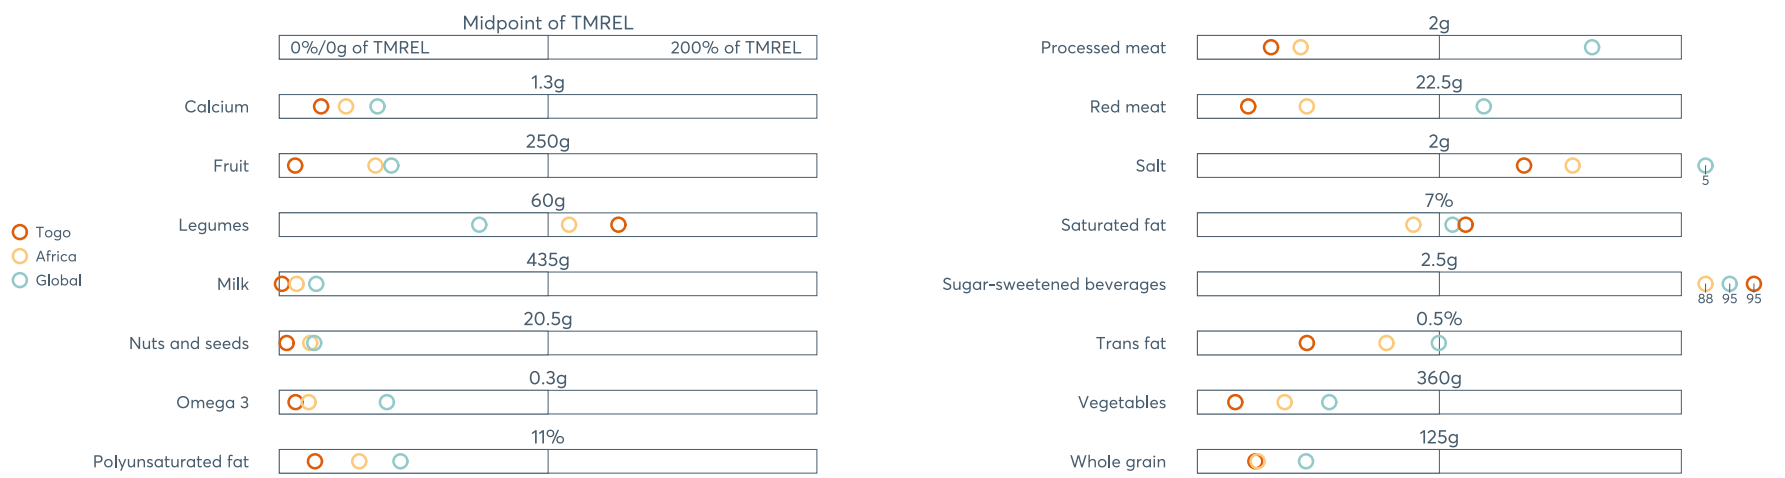 Midpoint of TMREL
0%/0g of TMREL 200% of TMREL
1.3g
Calcium
250g
Fruit
60g
Legumes
435g
Milk
20.5g
Nuts and seeds
0.3g
Omega 3
11%
Polyunsaturated fat
Togo
Africa
Global
2g
Processed meat
22.5g
Red meat
2g
Salt
5
7%
Saturated fat
2.5g
Sugar-sweetened beverages
88 95 95
0.5%
Trans fat
360g
Vegetables
125g
Whole grain